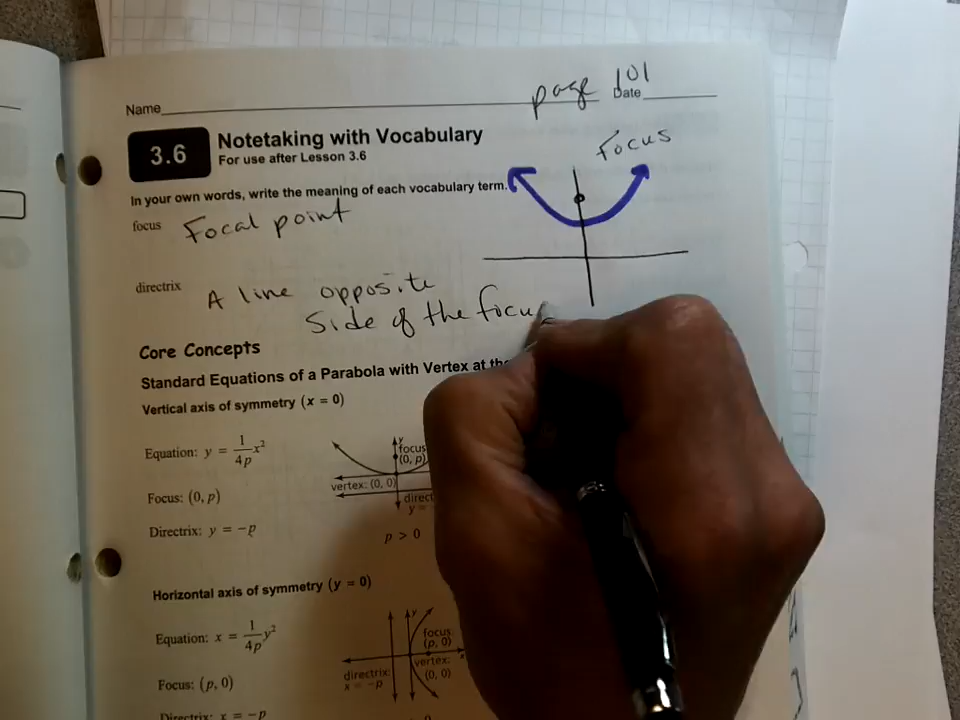 page 101
Name
Date
3.6
Notetaking with Vocabulary
For use after Lesson 3.6
Focus
In your own words, write the meaning of each vocabulary term.
focus
Focal point
directrix
A line opposite
side of the focus
Core Concepts
Standard Equations of a Parabola with Vertex at the
Vertical axis of symmetry (x = 0)
Equation: y = 1/4p x²
y
focus
(0, p)
vertex: (0, 0)
Focus: (0, p)
direct
y =
Directrix: y = −p
p > 0
Horizontal axis of symmetry (y = 0)
Equation: x = 1/4p y²
y
focus:
(p, 0)
x
directrix:
x = −p
vertex:
(0, 0)
Focus: (p, 0)
Directrix: x = −p